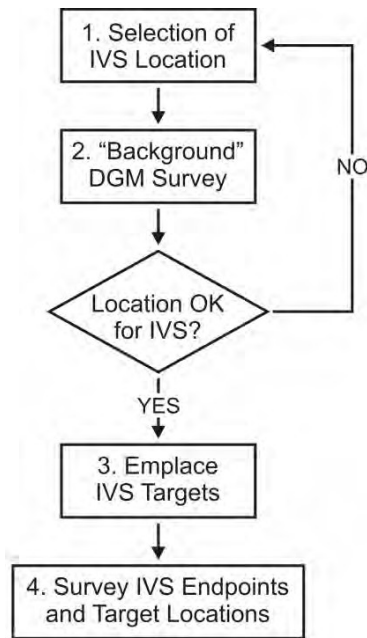 1. Selection of
IVS Location
2. “Background”
DGM Survey
NO
Location OK
for IVS?
YES
3. Emplace
IVS Targets
4. Survey IVS Endpoints
and Target Locations